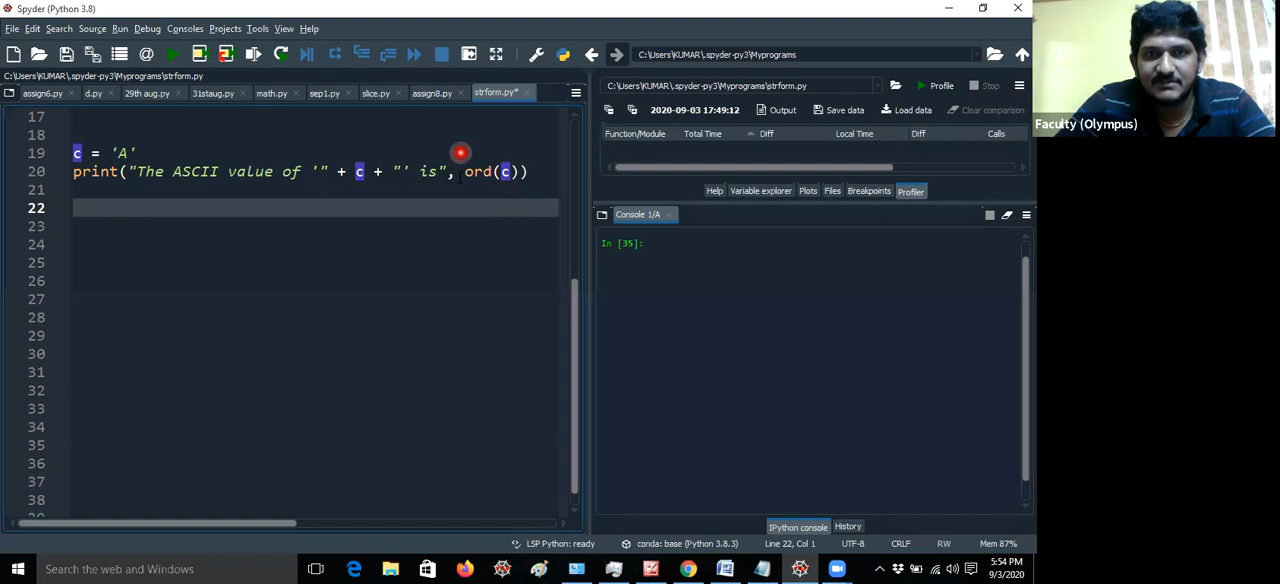 Spyder (Python 3.8)
File Edit Search Source Run Debug Consoles Projects Tools View Help
C:\Users\KUMAR\.spyder-py3\Myprograms
C:\Users\KUMAR\.spyder-py3\Myprograms\strform.py
assign6.py d.py 29th aug.py 31staug.py math.py sep1.py slice.py assign8.py strform.py*
17
18
19 c = 'A'
20 print("The ASCII value of '" + c + "' is", ord(c))
21
22
23
24
25
26
27
28
29
30
31
32
33
34
35
36
37
38
C:\Users\KUMAR\.spyder-py3\Myprograms\strform.py Profile Stop
2020-09-03 17:49:12 Output Save data Load data Clear comparison
Function/Module Total Time Diff Local Time Diff Calls
Help Variable explorer Plots Files Breakpoints Profiler
Console 1/A
In [35]:
IPython console History
LSP Python: ready conda: base (Python 3.8.3) Line 22, Col 1 UTF-8 CRLF RW Mem 87%
Search the web and Windows
5:54 PM
9/3/2020
Faculty (Olympus)